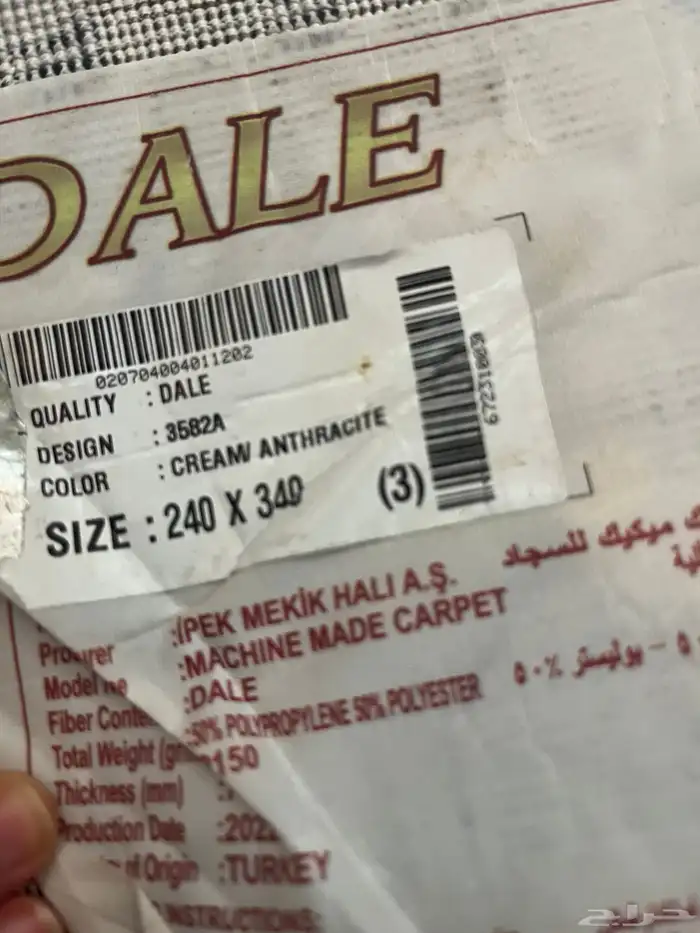 DALE
020704004011202
QUALITY : DALE
DESIGN : 3582A
COLOR : CREAM/ ANTHRACITE
SIZE : 240 X 340 (3)
67231009
:İPEK MEKİK HALI A.Ş.
:MACHINE MADE CARPET
Model :DALE
Fiber :50% POLYPROPYLENE 50% POLYESTER
Total Weight
Thickness (mm) :
Production Date
of Origin :TURKEY
INSTRUCTIONS:
ميكيك للسجاد
- بوليستر %٥٠
حراج